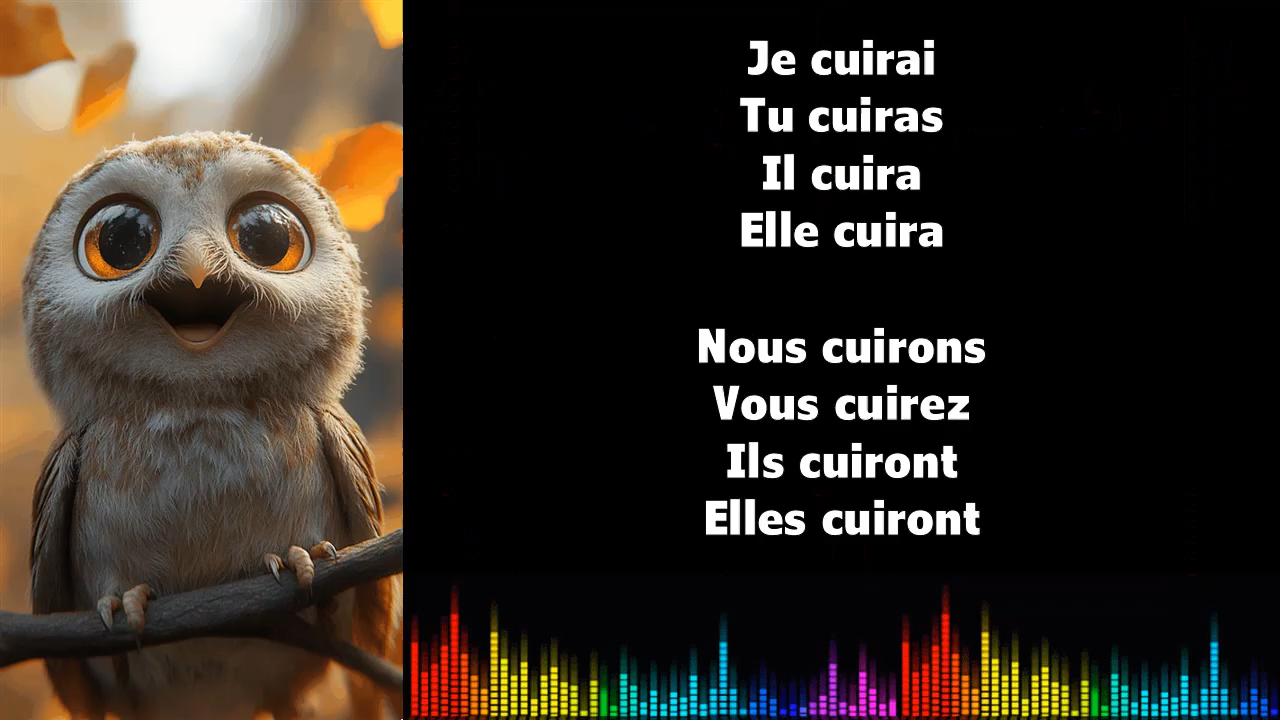 Je cuirai
Tu cuiras
Il cuira
Elle cuira
Nous cuirons
Vous cuirez
Ils cuiront
Elles cuiront